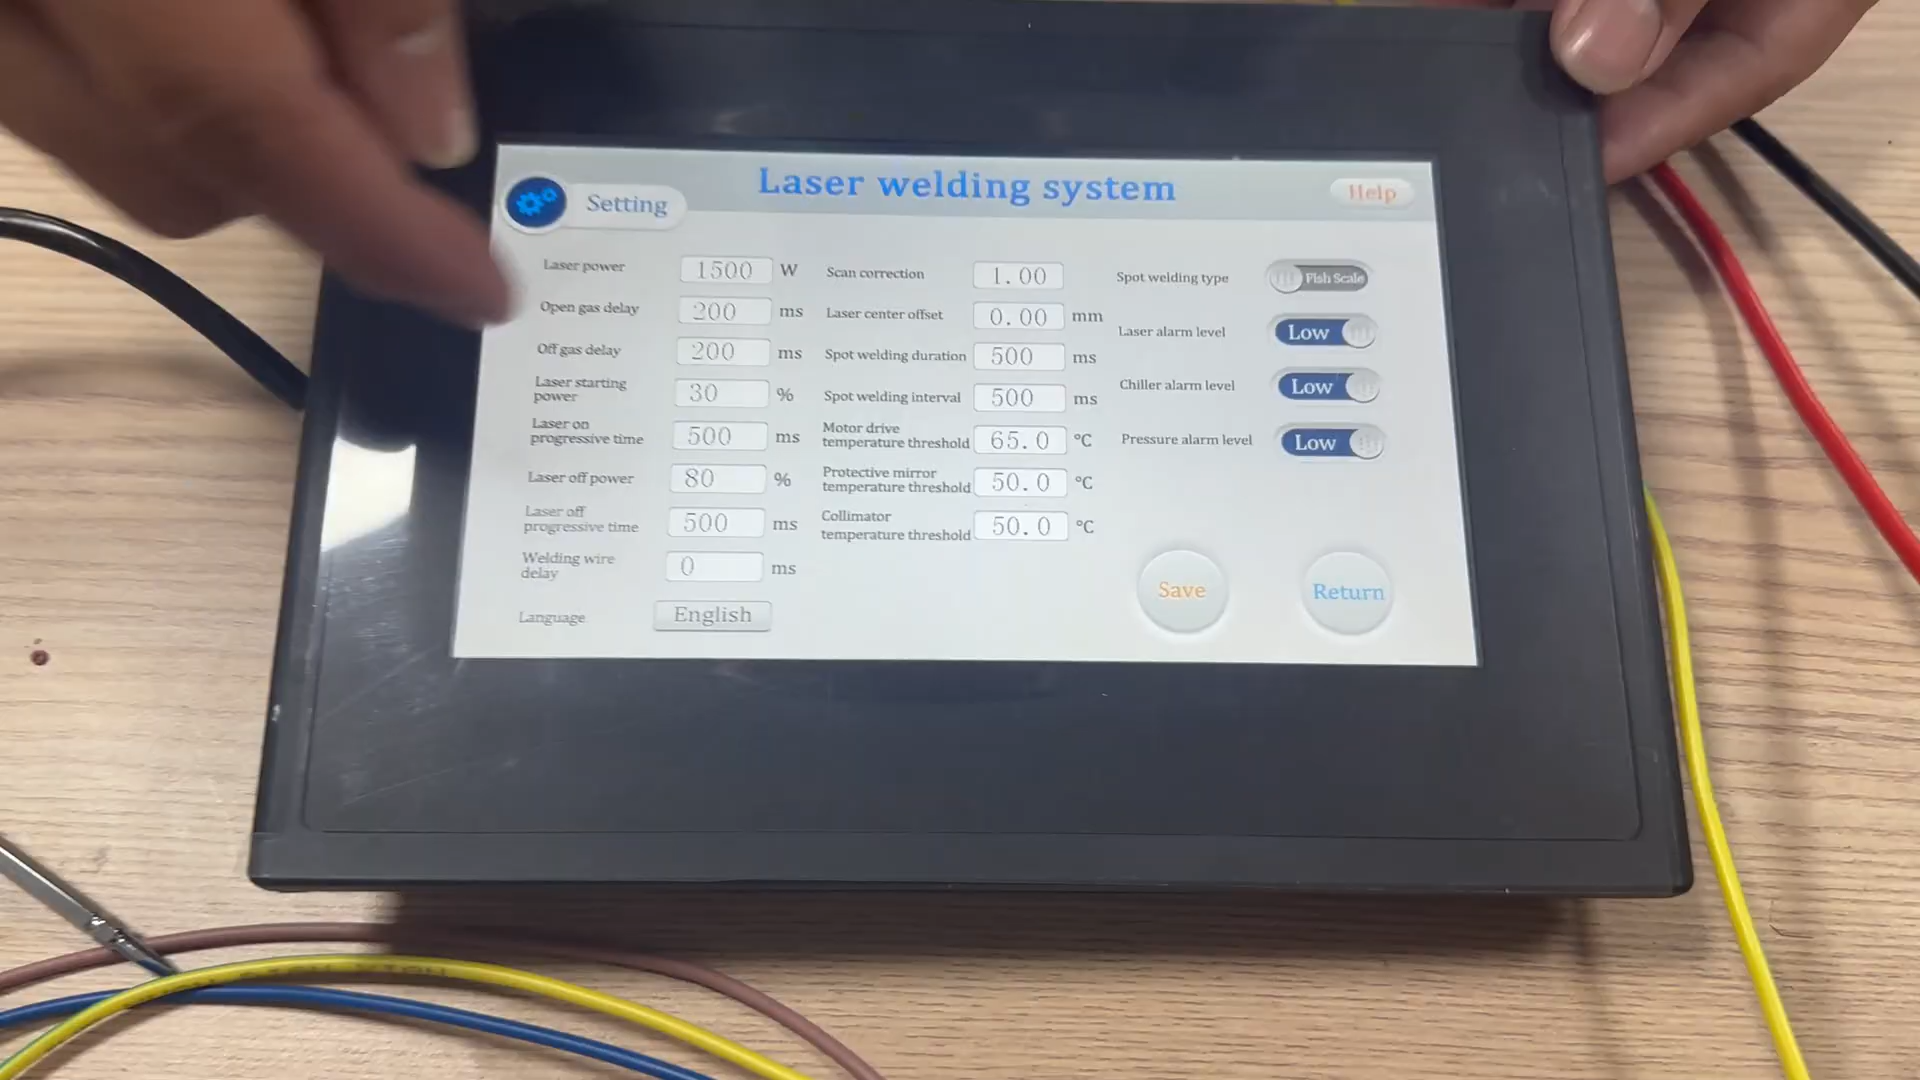 Laser welding system
Setting
Help
Laser power 1500 W
Open gas delay 200 ms
Off gas delay 200 ms
Laser starting
power 30 %
Laser on
progressive time 500 ms
Laser off power 80 %
Laser off
progressive time 500 ms
Welding wire
delay 0 ms
Language English
Scan correction 1.00
Laser center offset 0.00 mm
Spot welding duration 500 ms
Spot welding interval 500 ms
Motor drive
temperature threshold 65.0 °C
Protective mirror
temperature threshold 50.0 °C
Collimator
temperature threshold 50.0 °C
Spot welding type Fish Scale
Laser alarm level Low
Chiller alarm level Low
Pressure alarm level Low
Save
Return